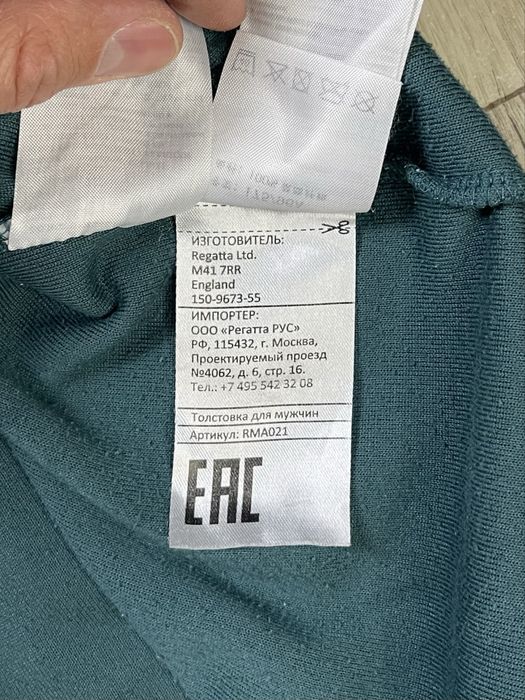 ИЗГОТОВИТЕЛЬ:
Regatta Ltd.
M41 7RR
England
150-9673-55
ИМПОРТЕР:
ООО «Регатта РУС»
РФ, 115432, г. Москва,
Проектируемый проезд
№4062, д. 6, стр. 16.
Тел.: +7 495 542 32 08
Толстовка для мужчин
Артикул: RMA021
EAC